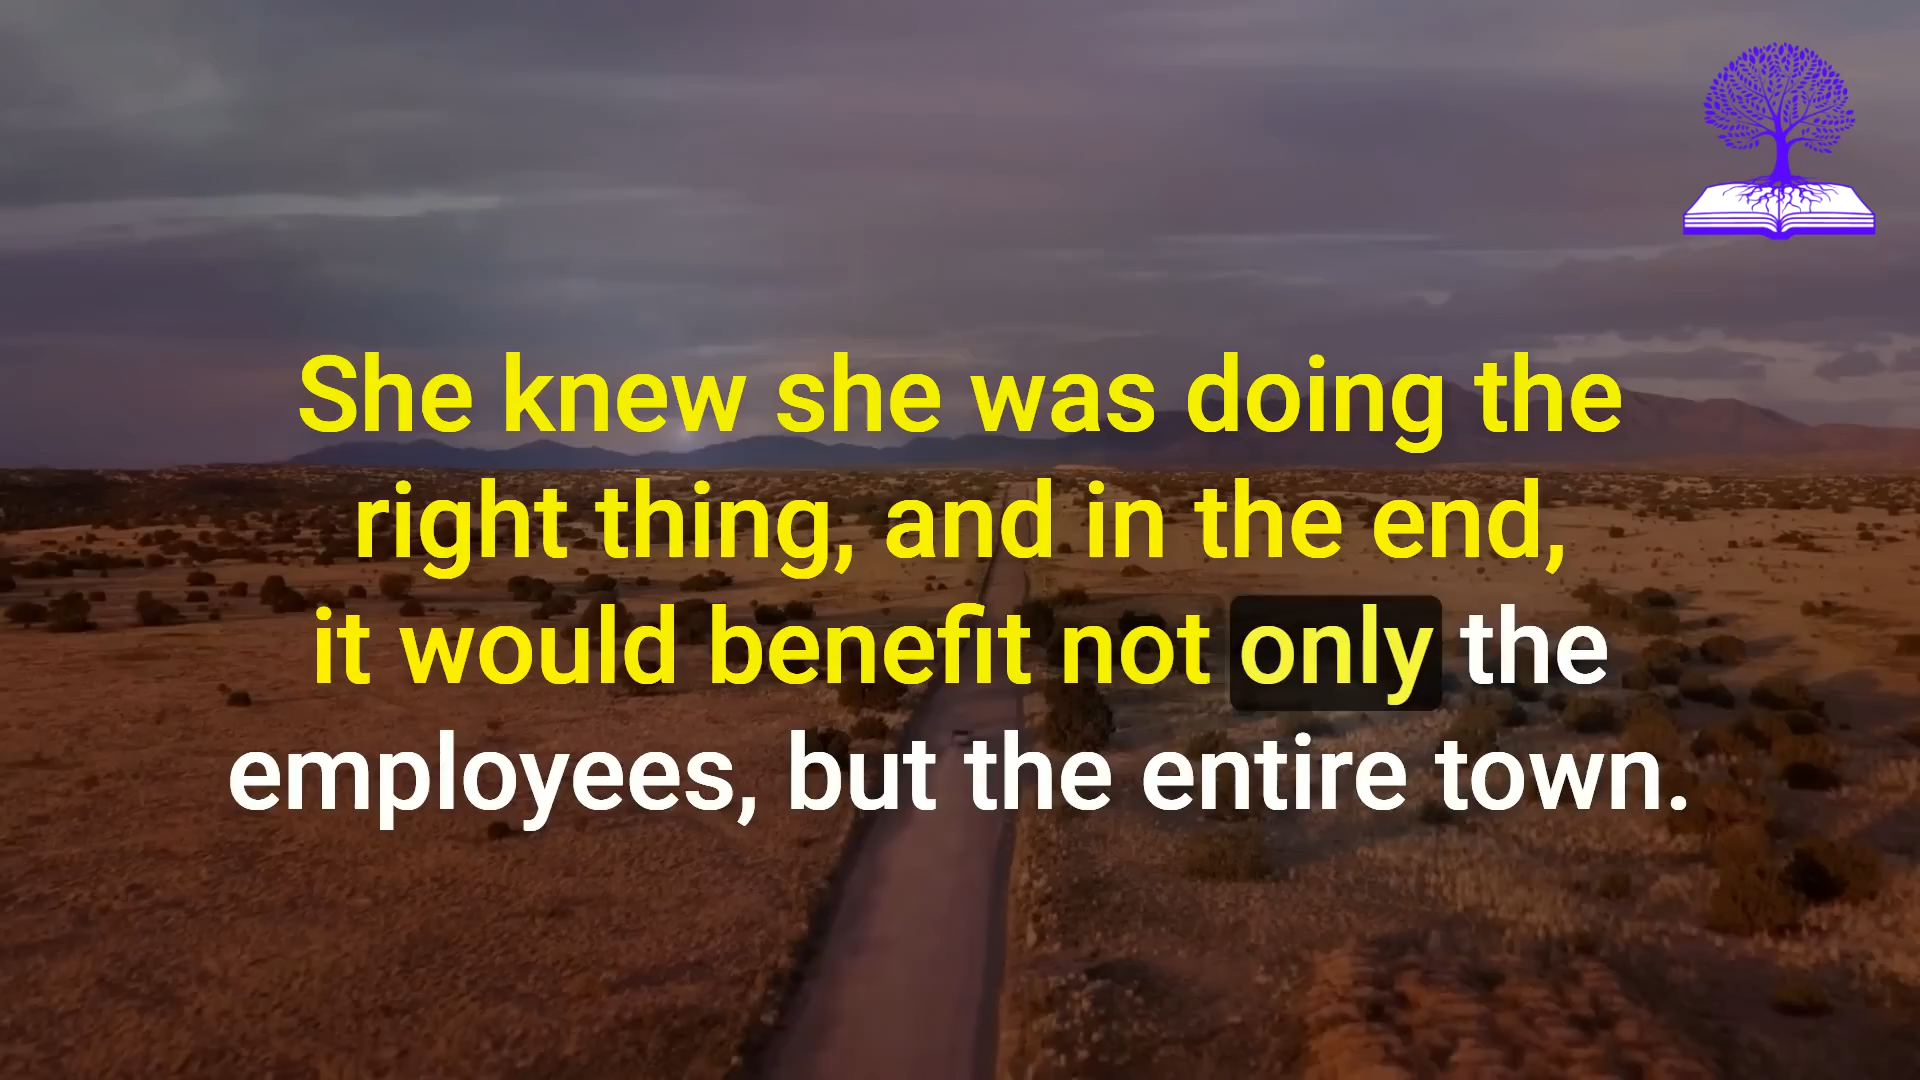 She knew she was doing the
right thing, and in the end,
it would benefit not only the
employees, but the entire town.